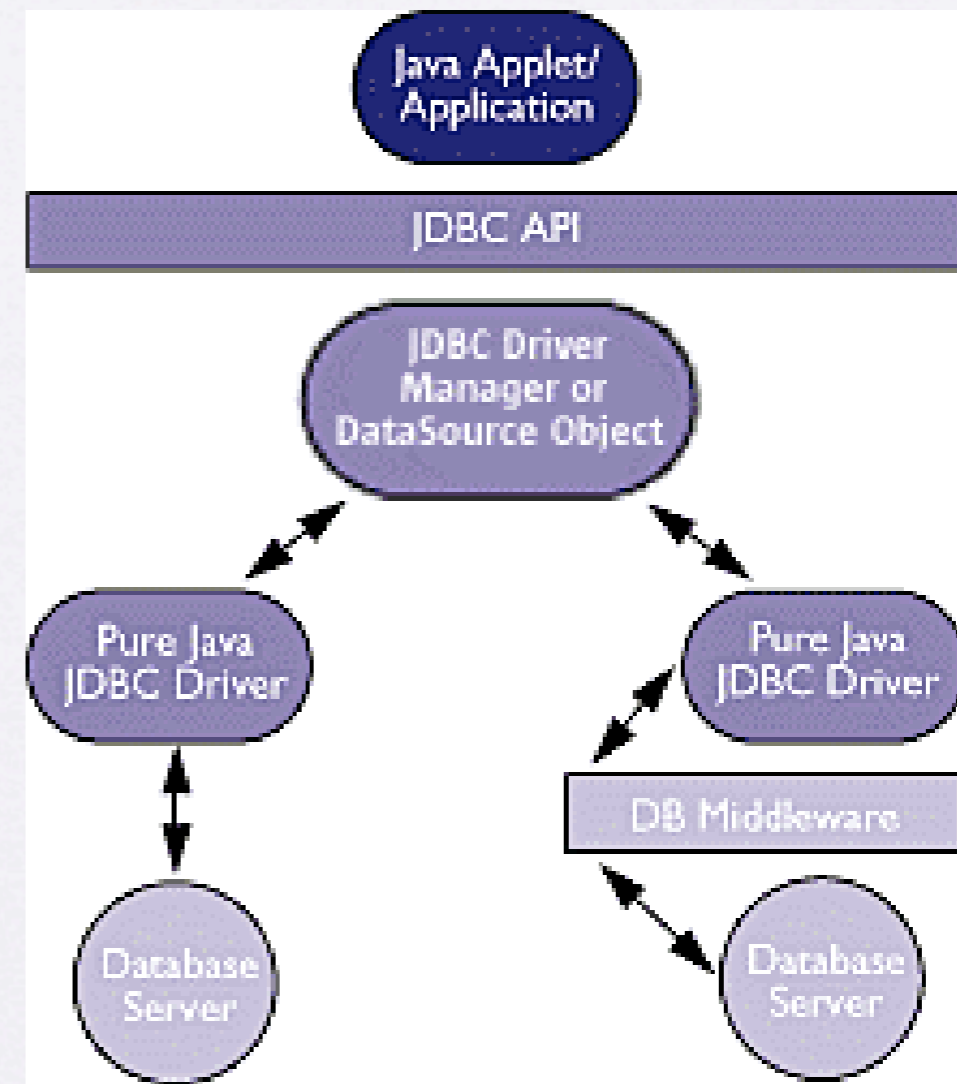 Java Applet/
Application
JDBC API
JDBC Driver
Manager or
DataSource Object
Pure Java
JDBC Driver
Pure Java
JDBC Driver
DB Middleware
Database
Server
Database
Server